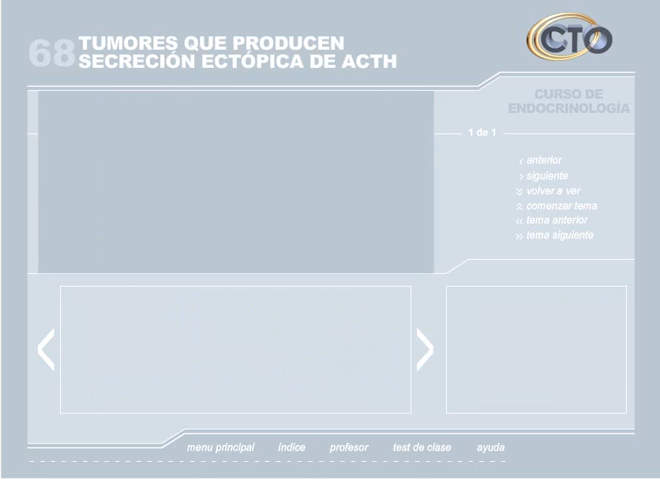 68 TUMORES QUE PRODUCEN
SECRECIÓN ECTÓPICA DE ACTH
CTO
CURSO DE
ENDOCRINOLOGÍA
1 de 1
‹ anterior
› siguiente
volver a ver
comenzar tema
‹‹ tema anterior
›› tema siguiente
menu principal índice profesor test de clase ayuda